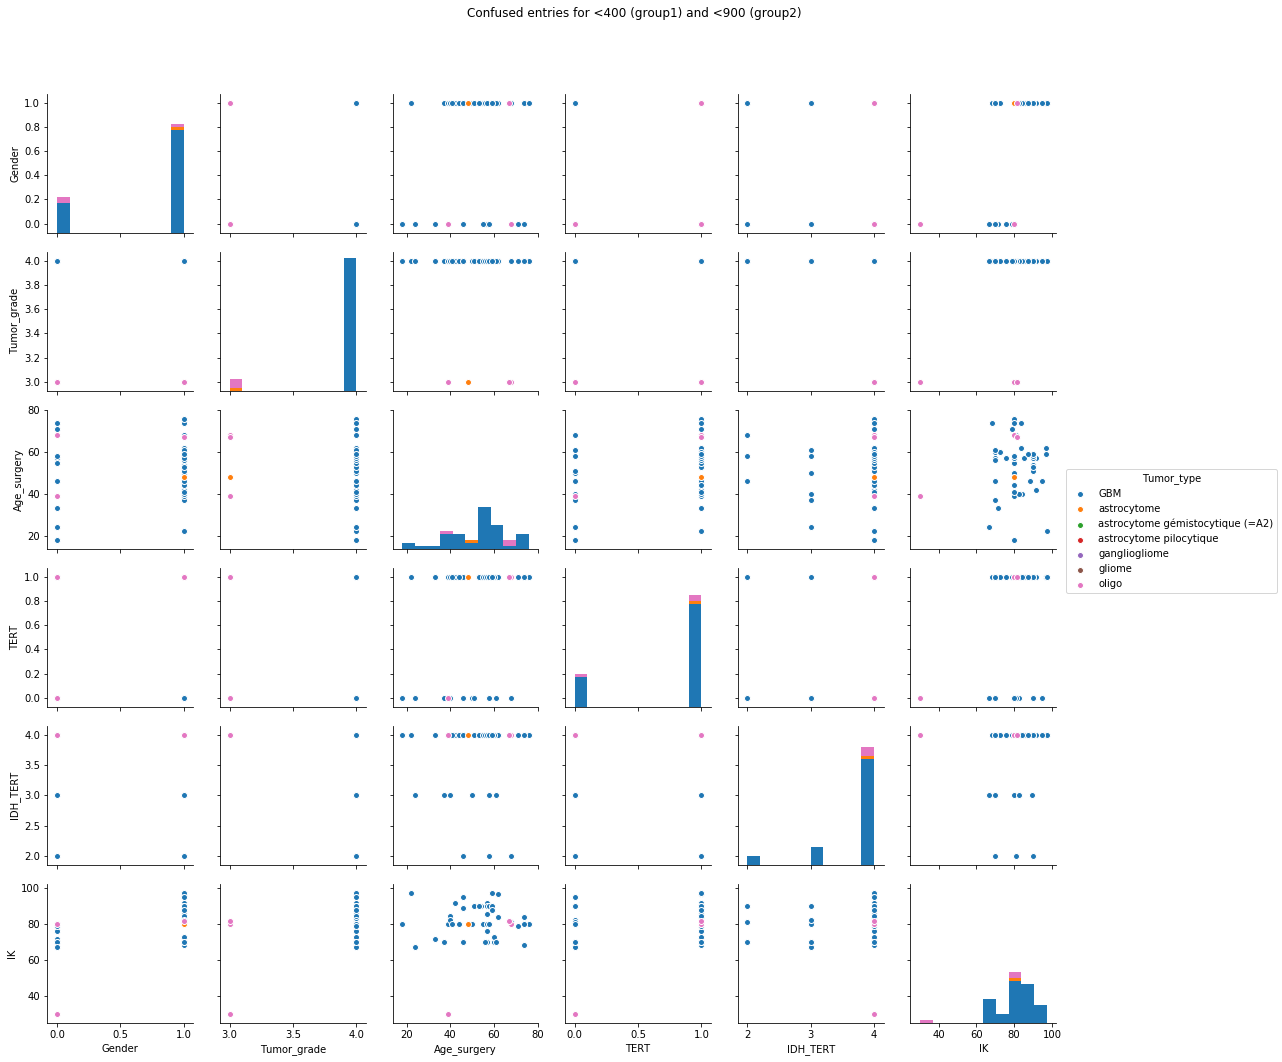 Confused entries for <400 (group1) and <900 (group2)
1.0
0.8
0.6
0.4
0.2
0.0
Gender
4.0
3.8
3.6
3.4
3.2
3.0
Tumor_grade
80
60
40
20
Age_surgery
1.0
0.8
0.6
0.4
0.2
0.0
TERT
4.0
3.5
3.0
2.5
2.0
IDH_TERT
100
80
60
40
IK
0.0 0.5 1.0
Gender
3.0 3.5 4.0
Tumor_grade
20 40 60 80
Age_surgery
0.0 0.5 1.0
TERT
2 3 4
IDH_TERT
40 60 80 100
IK
Tumor_type
GBM
astrocytome
astrocytome gémistocytique (=A2)
astrocytome pilocytique
gangliogliome
gliome
oligo